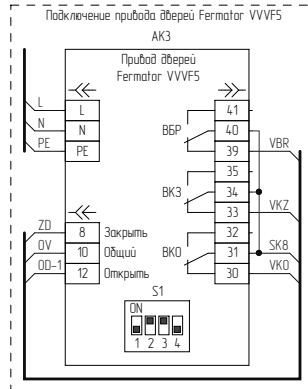 Подключение привода дверей Fermator VVVF5
АК3
Привод дверей
Fermator VVVF5
L
L
N
N
PE
PE
ZD
8
Закрыть
0V
10
Общий
OD-1
12
Открыть
ВБР
41
40
39
VBR
ВКЗ
35
34
33
VKZ
ВКО
32
31
SK8
30
VKO
S1
ON
1 2 3 4